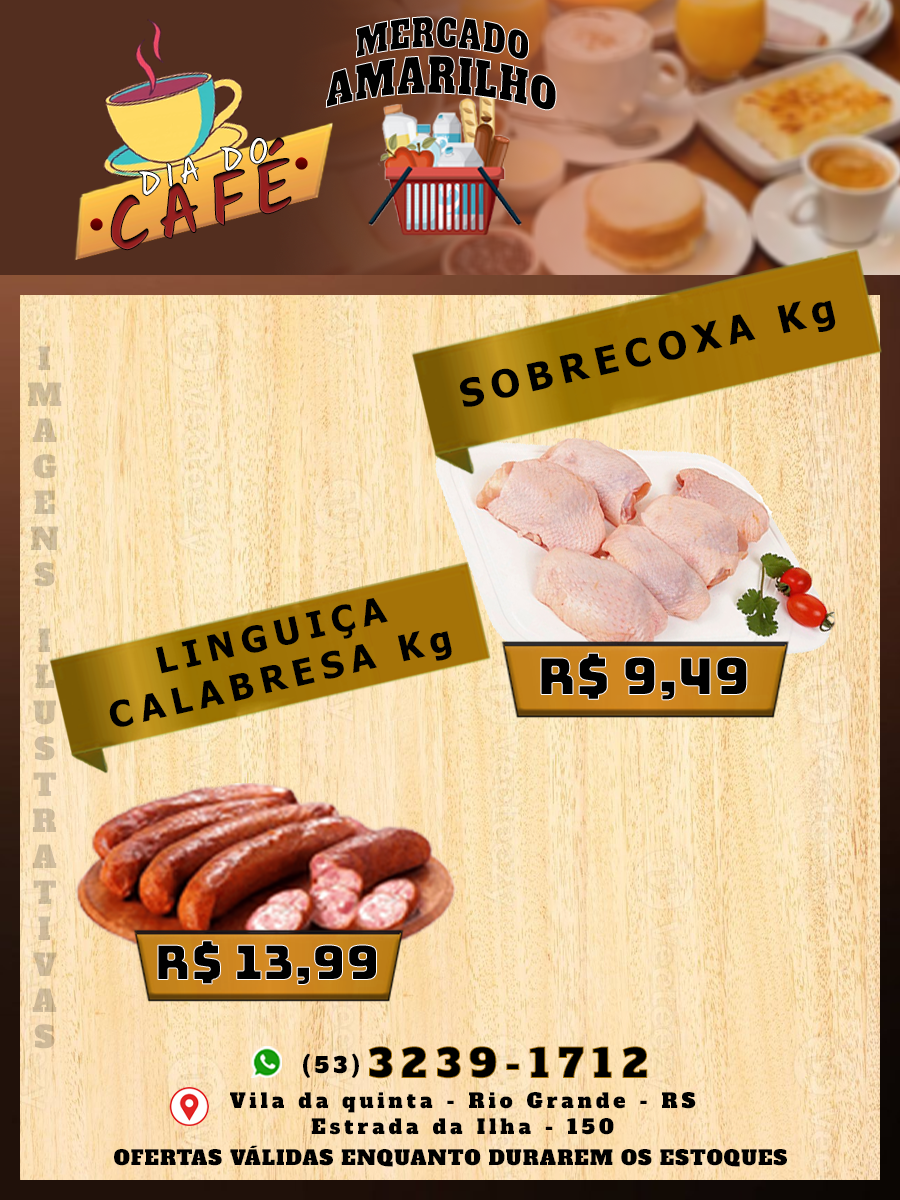 MERCADO
AMARILHO
DIA DO
CAFÉ
SOBRECOXA Kg
R$ 9,49
LINGUIÇA
CALABRESA Kg
R$ 13,99
IMAGENS ILUSTRATIVAS
(53) 3239-1712
Vila da quinta - Rio Grande - RS
Estrada da Ilha - 150
OFERTAS VÁLIDAS ENQUANTO DURAREM OS ESTOQUES